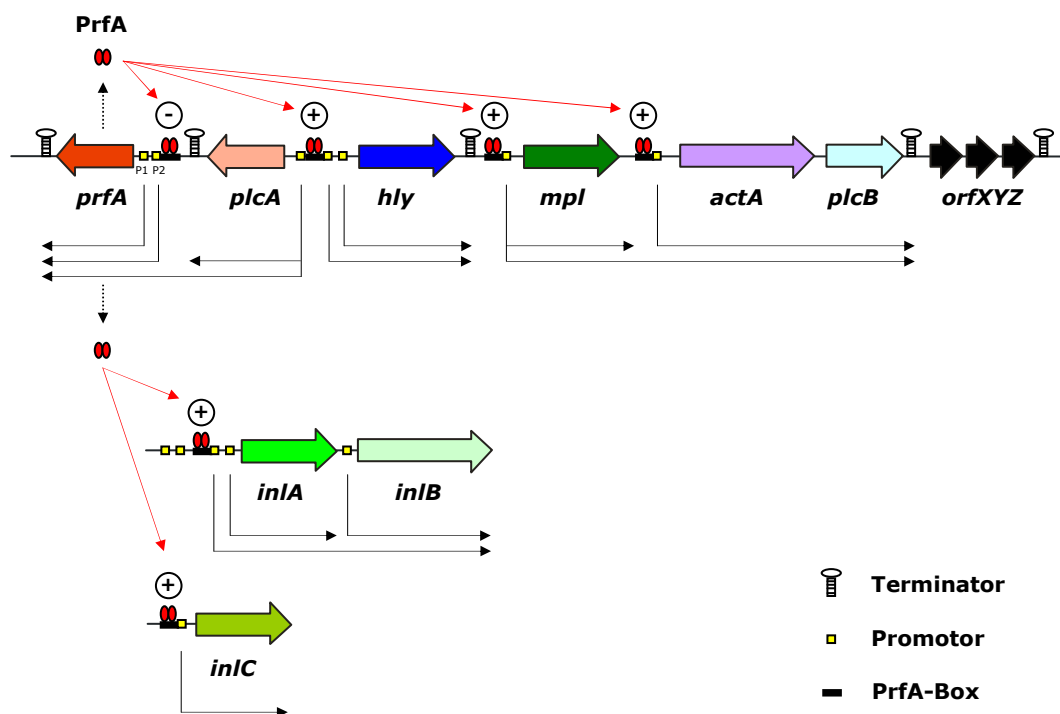 PrfA
- + + +
P1 P2
prfA plcA hly mpl actA plcB orfXYZ
+
inlA inlB
+
inlC
Terminator
Promotor
PrfA-Box